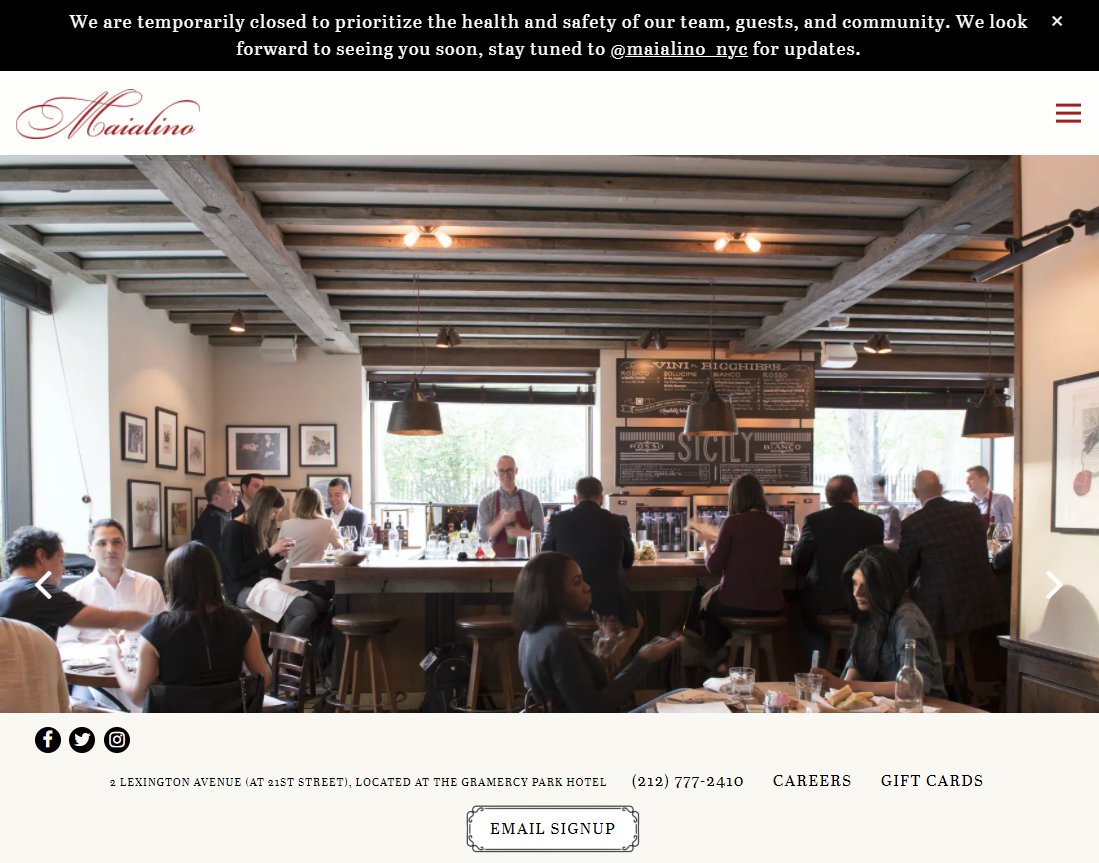 We are temporarily closed to prioritize the health and safety of our team, guests, and community. We look
forward to seeing you soon, stay tuned to @maialino_nyc for updates.
Maialino
VINI AL BICCHIERE
ROSATO BOLLICINE BIANCO ROSSO
ROSSO SICILY BIANCO
2 LEXINGTON AVENUE (AT 21ST STREET), LOCATED AT THE GRAMERCY PARK HOTEL (212) 777-2410 CAREERS GIFT CARDS
EMAIL SIGNUP